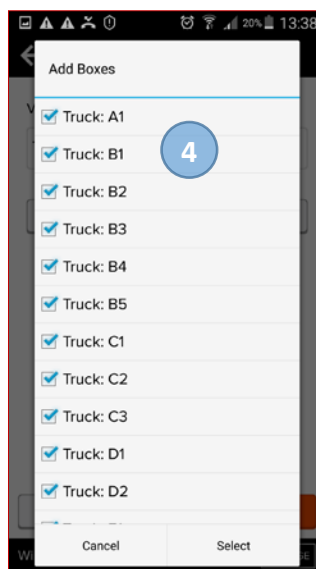 20% 13:38
Add Boxes
Truck: A1
4
Truck: B1
Truck: B2
Truck: B3
Truck: B4
Truck: B5
Truck: C1
Truck: C2
Truck: C3
Truck: D1
Truck: D2
Cancel Select